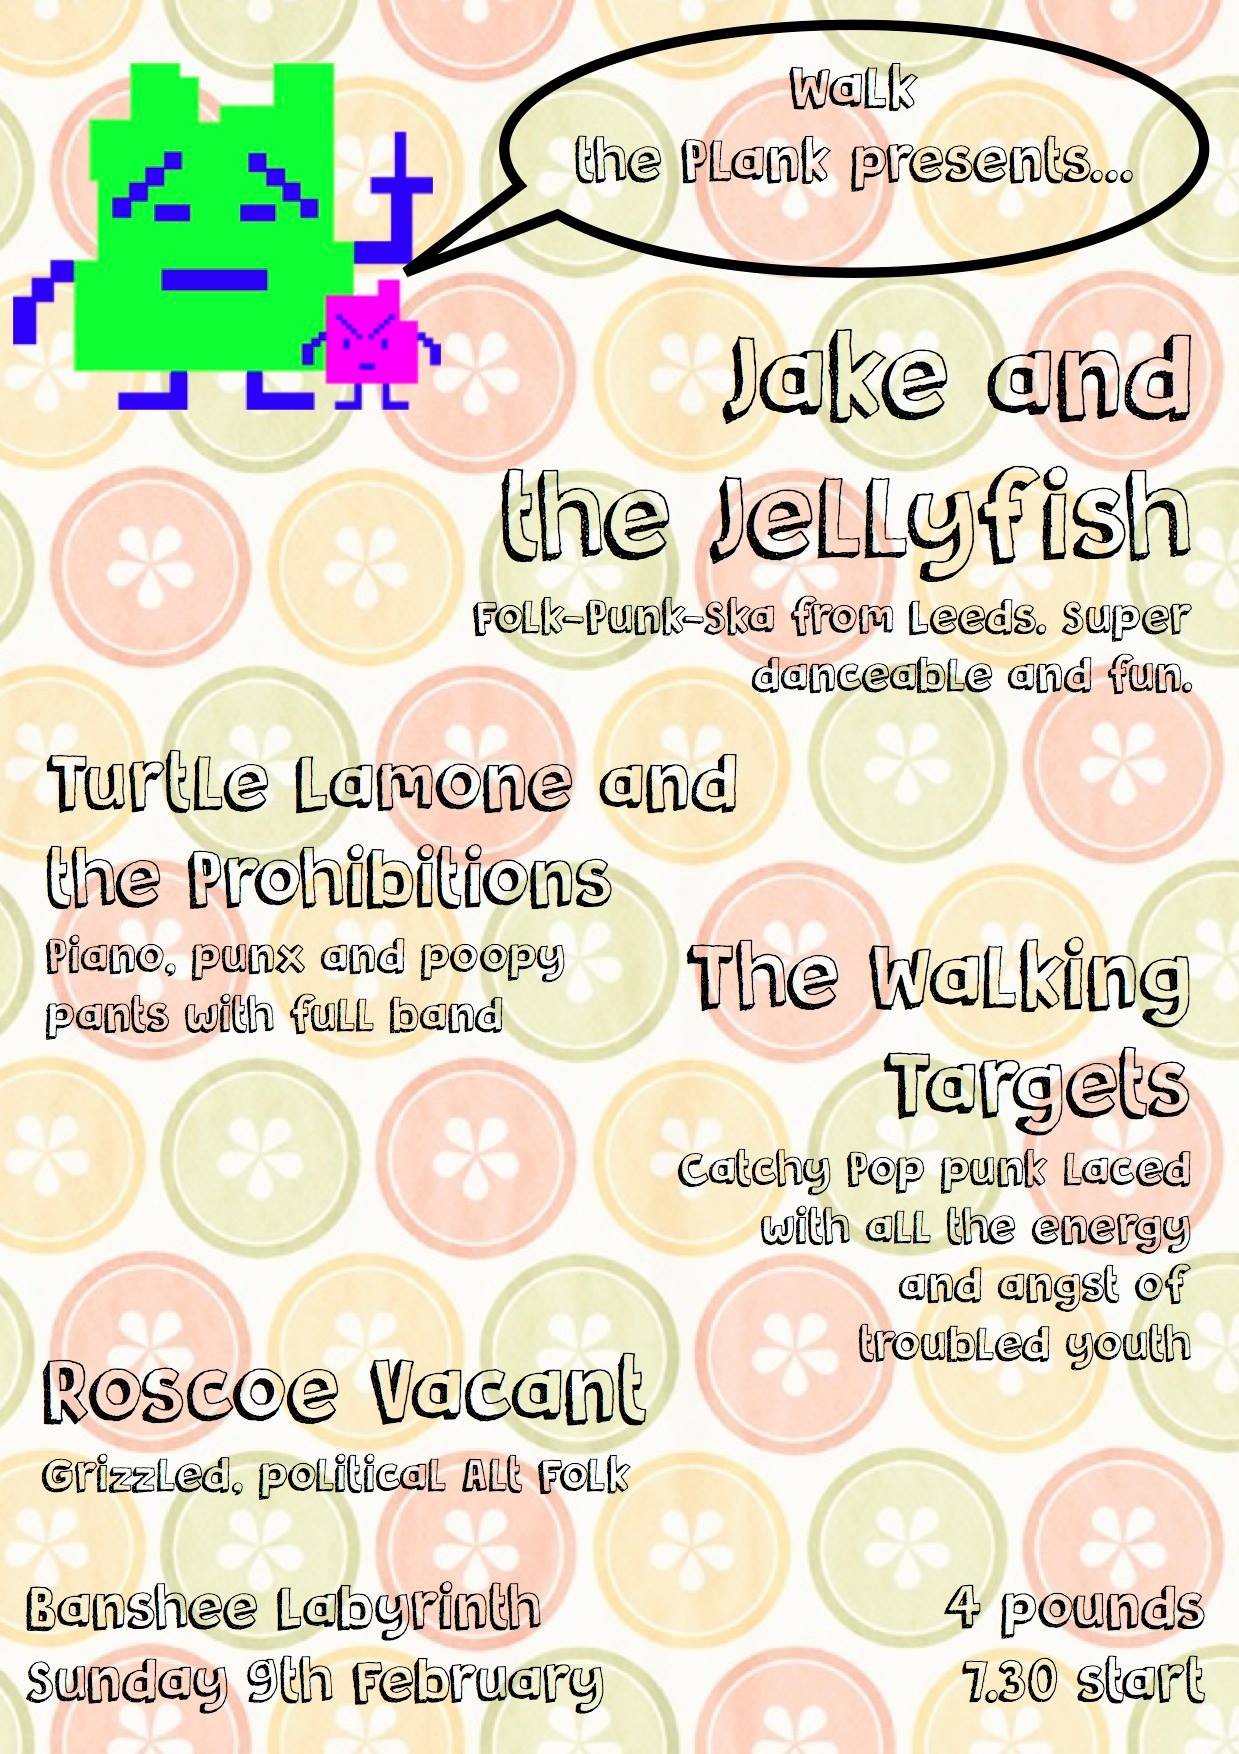 Walk
the Plank presents...
Jake and
the Jellyfish
Folk-Punk-Ska from Leeds. Super
danceable and fun.
Turtle Lamone and
the Prohibitions
Piano, punx and poopy
pants with full band
The Walking
Targets
Catchy Pop punk Laced
with all the energy
and angst of
troubled youth
Roscoe Vacant
Grizzled, political Alt Folk
Banshee Labyrinth
4 pounds
Sunday 9th February
7.30 start